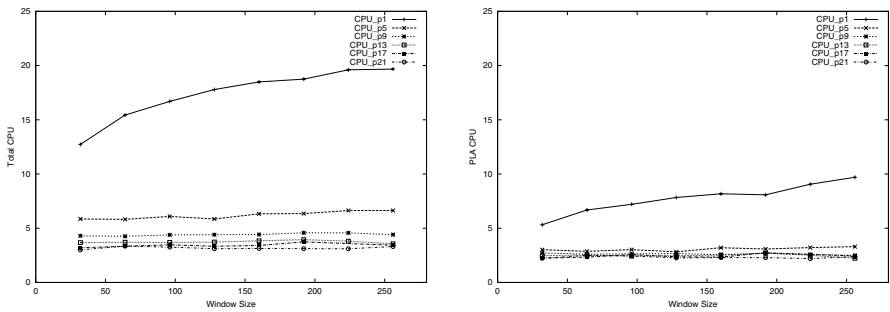 25
20
15
10
5
0
Total CPU
0
50
100
150
200
250
Window Size
CPU_p1
CPU_p5
CPU_p9
CPU_p13
CPU_p17
CPU_p21
25
20
15
10
5
0
PLA CPU
0
50
100
150
200
250
Window Size
CPU_p1
CPU_p5
CPU_p9
CPU_p13
CPU_p17
CPU_p21